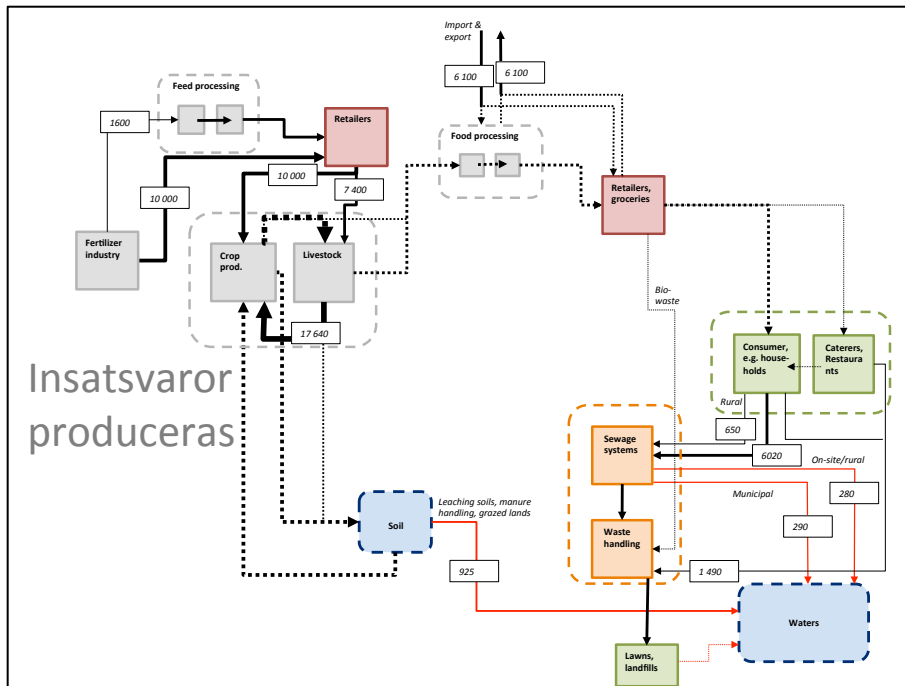 Import &
export
6 100
6 100
Feed processing
1600
Retailers
Food processing
10 000
7 400
10 000
Retailers,
groceries
Fertilizer
industry
Crop
prod.
Livestock
Bio-
waste
17 640
Consumer,
e.g. house-
holds
Caterers,
Restaura
nts
Insatsvaror
produceras
Rural
650
Sewage
systems
6020
On-site/rural
Leaching soils, manure
handling, grazed lands
Municipal
280
290
Soil
Waste
handling
925
1 490
Waters
Lawns,
landfills